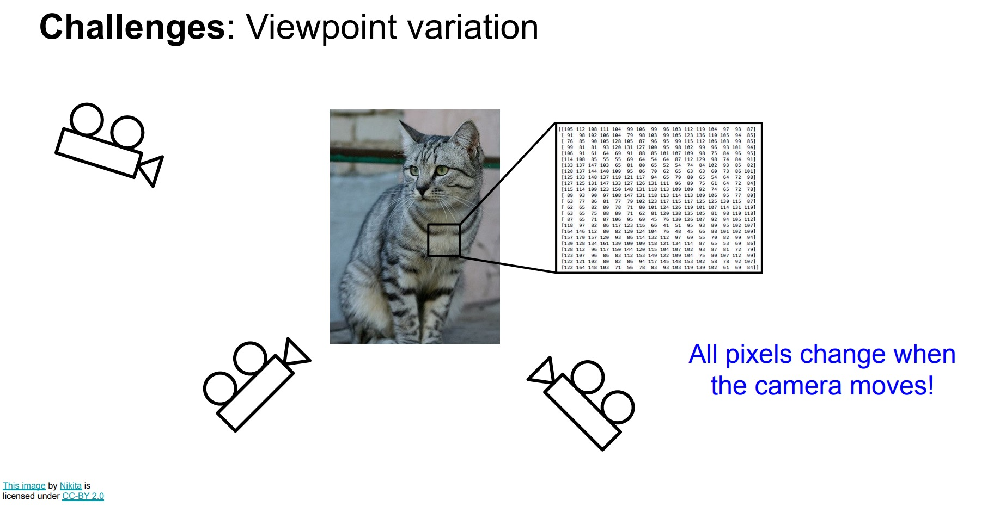 Challenges: Viewpoint variation
[[105 112 108 111 104 99 106 99 96 103 112 119 104 97 93 87]
[ 91 98 102 106 104 79 98 103 99 105 123 136 110 105 94 85]
[ 76 85 90 105 128 105 87 96 95 99 115 112 106 103 99 85]
[ 99 81 81 93 120 131 127 100 95 98 102 99 96 93 101 94]
[106 91 61 64 69 91 88 85 101 107 109 98 75 84 96 95]
[114 108 85 55 55 69 64 54 64 87 112 129 98 74 84 91]
[133 137 147 103 65 81 80 65 52 54 74 84 102 93 85 82]
[128 137 144 140 109 95 86 70 62 65 63 63 60 73 86 101]
[125 133 148 137 119 121 117 94 65 79 80 65 54 64 72 98]
[127 125 131 147 133 127 126 131 111 96 89 75 61 64 72 84]
[115 114 109 123 150 148 131 118 113 109 100 92 74 65 72 78]
[ 89 93 90 97 108 147 131 118 113 114 113 109 106 95 77 80]
[ 63 77 86 81 77 79 102 123 117 115 117 125 125 130 115 87]
[ 62 65 82 89 78 71 80 101 124 126 119 101 107 114 131 119]
[ 63 65 75 88 89 71 62 81 120 138 135 105 81 98 110 118]
[ 87 65 71 87 106 95 69 45 76 130 126 107 92 94 105 112]
[118 97 82 86 117 123 116 66 41 51 95 93 89 95 102 107]
[164 146 112 80 82 120 124 104 76 48 45 66 88 101 102 109]
[157 170 157 120 93 86 114 132 112 97 69 55 70 82 99 94]
[130 128 134 161 139 100 109 118 121 134 114 87 65 53 69 86]
[128 112 96 117 150 144 120 115 104 107 102 93 87 81 72 79]
[123 107 96 86 83 112 153 149 122 109 104 75 80 107 112 99]
[122 121 102 80 82 86 94 117 145 148 153 102 58 78 92 107]
[122 164 148 103 71 56 78 83 93 103 119 139 102 61 69 84]]
All pixels change when
the camera moves!
This image by Nikita is
licensed under CC-BY 2.0